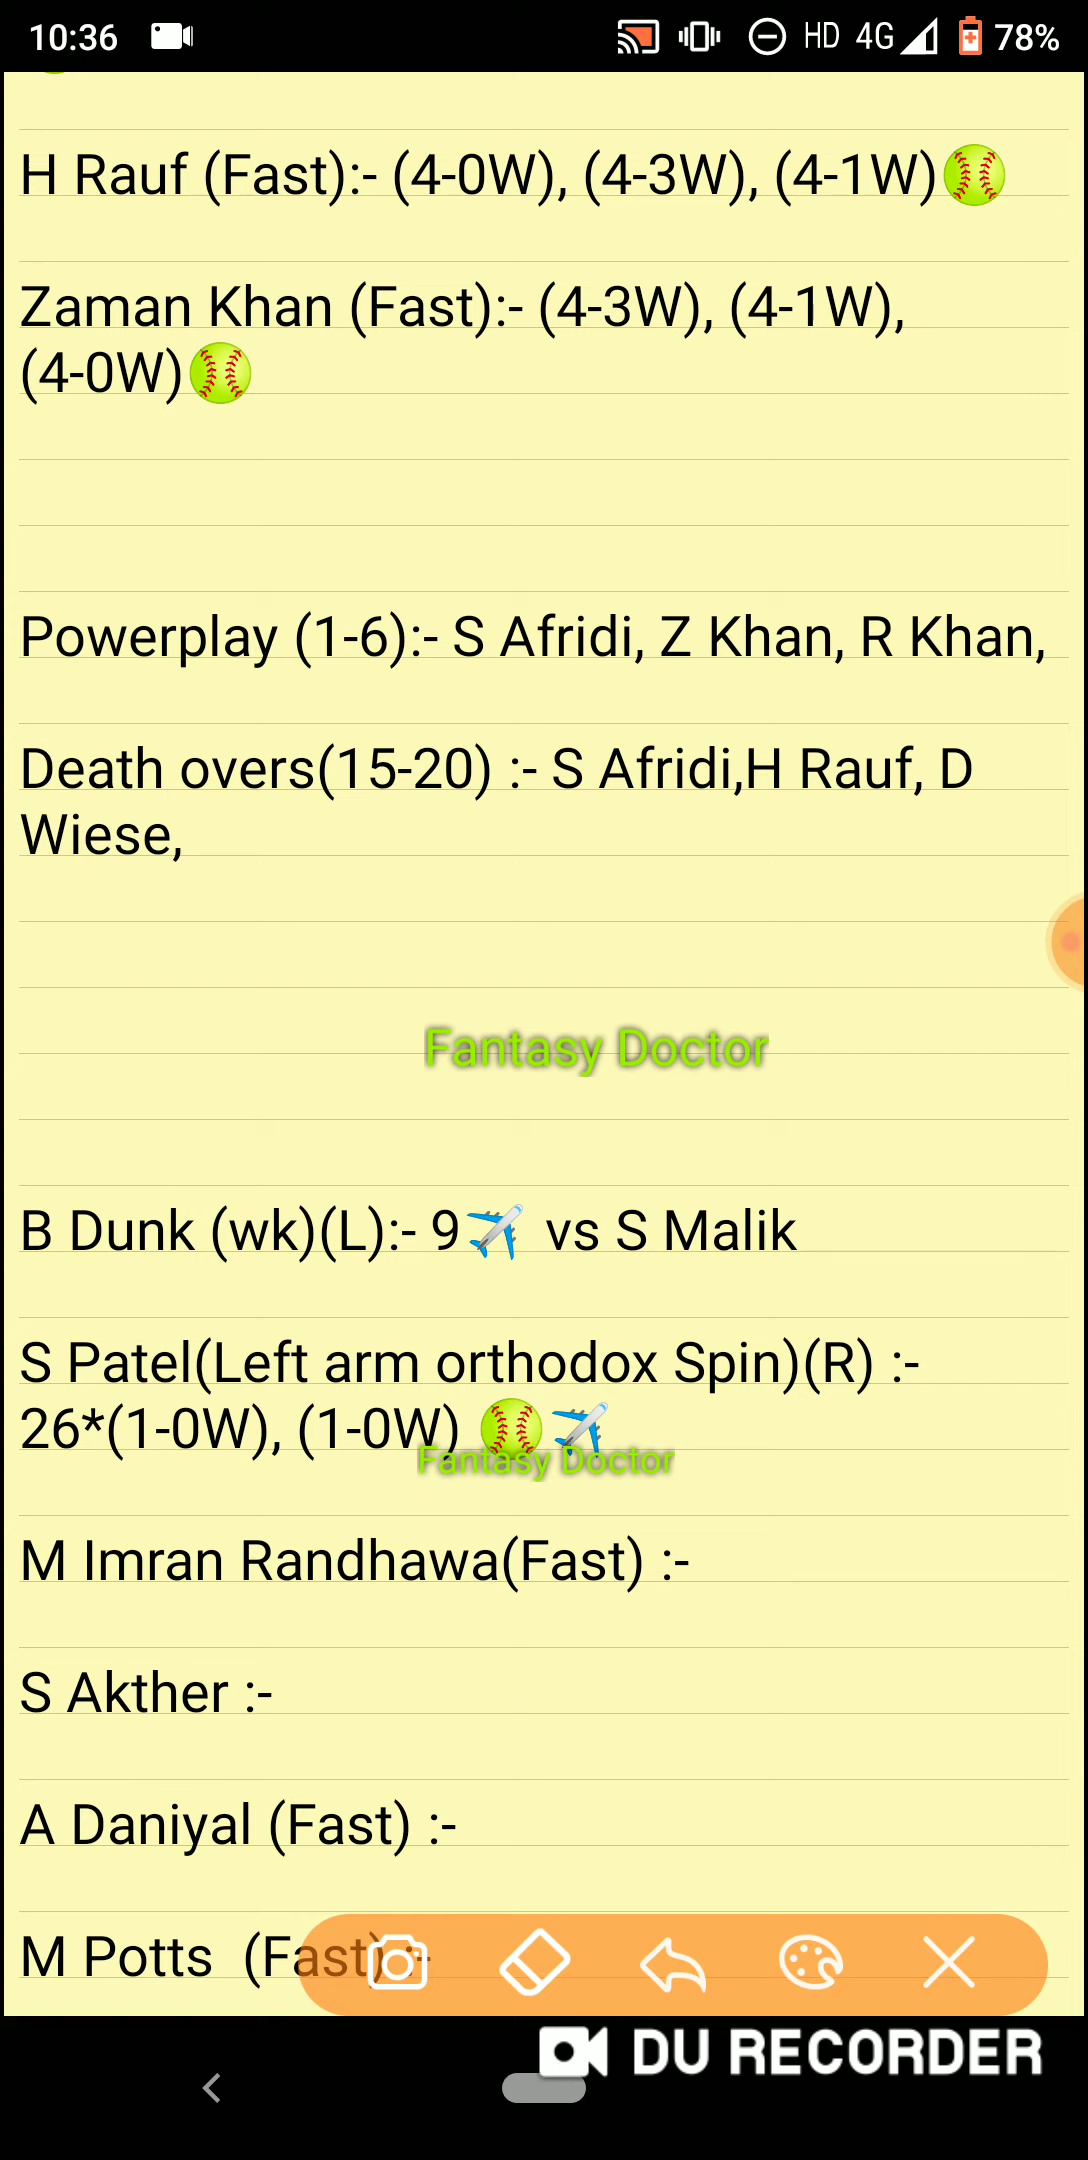 10:36 HD 4G 78%
H Rauf (Fast):- (4-0W), (4-3W), (4-1W)
Zaman Khan (Fast):- (4-3W), (4-1W),
(4-0W)
Powerplay (1-6):- S Afridi, Z Khan, R Khan,
Death overs(15-20) :- S Afridi,H Rauf, D
Wiese,
Fantasy Doctor
B Dunk (wk)(L):- 9✈️ vs S Malik
S Patel(Left arm orthodox Spin)(R) :-
26*(1-0W), (1-0W) ✈️
Fantasy Doctor
M Imran Randhawa(Fast) :-
S Akther :-
A Daniyal (Fast) :-
M Potts (Fast) :-
DU RECORDER